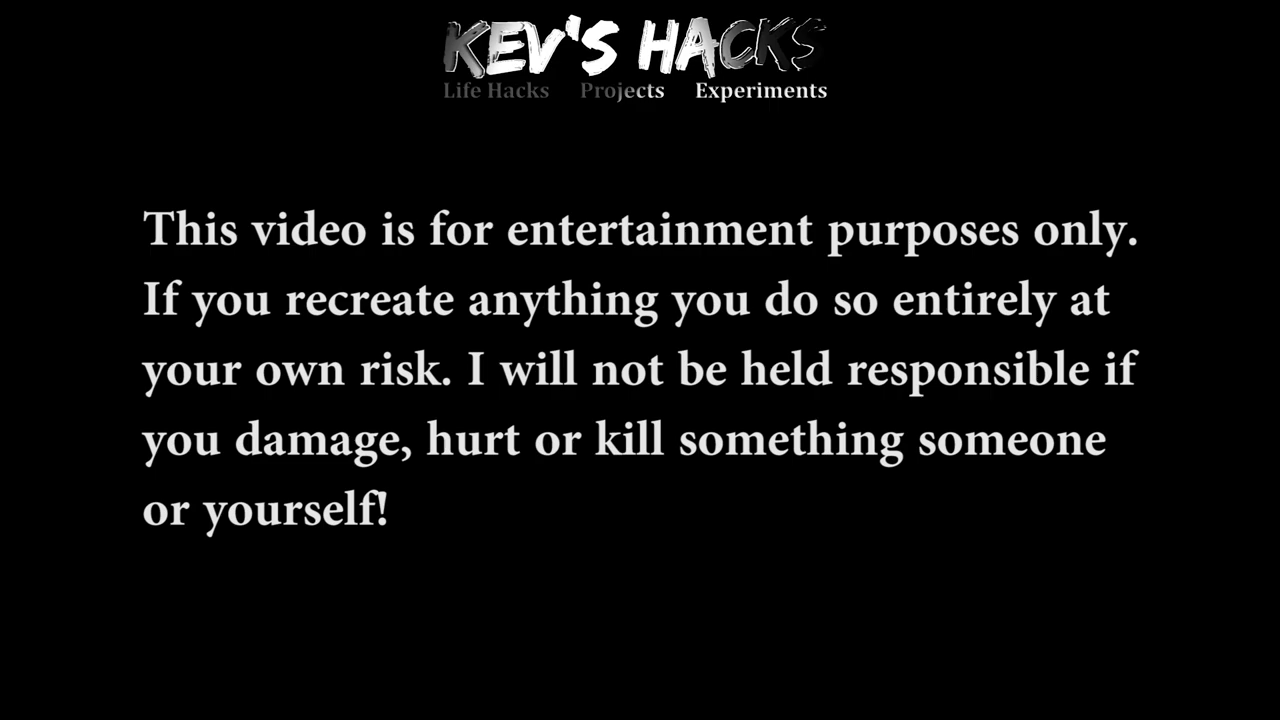 KEV'S HACKS
Life Hacks Projects Experiments
This video is for entertainment purposes only.
If you recreate anything you do so entirely at
your own risk. I will not be held responsible if
you damage, hurt or kill something someone
or yourself!